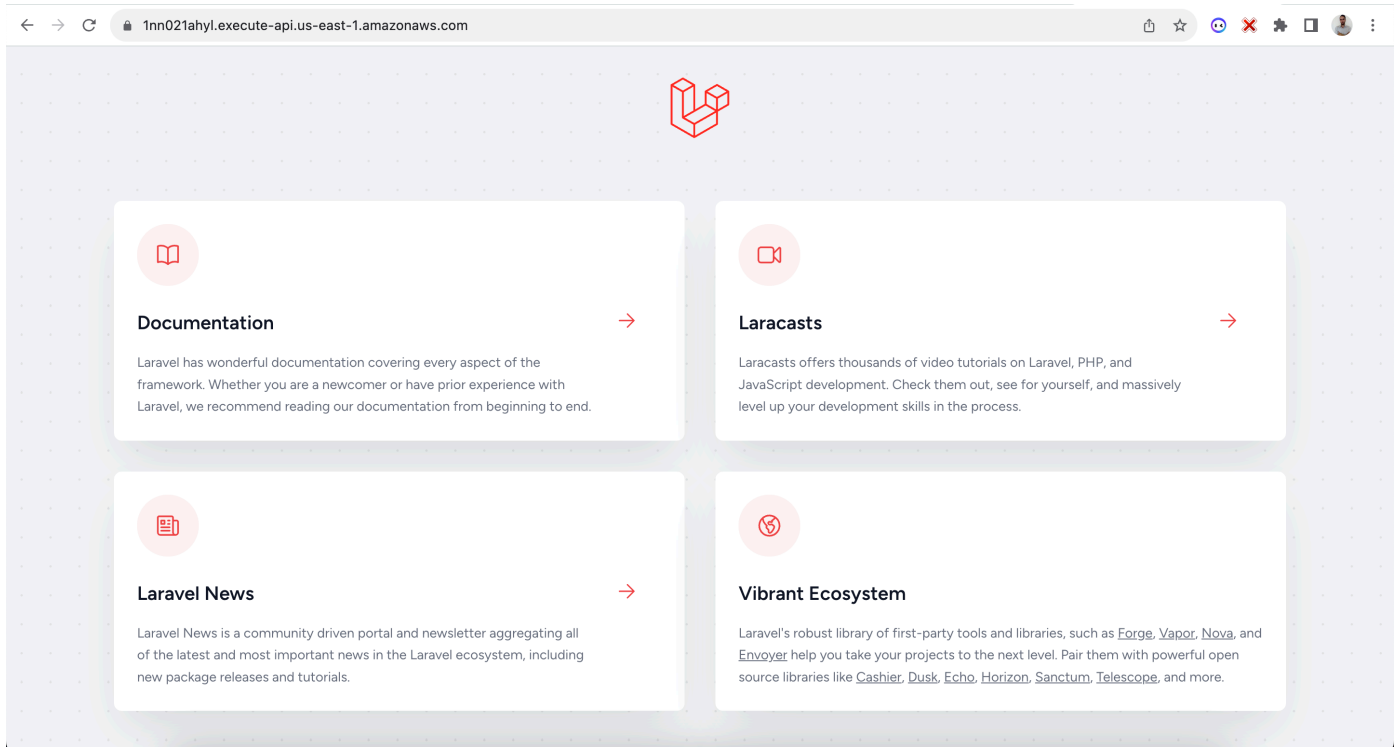 1nn021ahyl.execute-api.us-east-1.amazonaws.com
Documentation
Laravel has wonderful documentation covering every aspect of the
framework. Whether you are a newcomer or have prior experience with
Laravel, we recommend reading our documentation from beginning to end.
Laracasts
Laracasts offers thousands of video tutorials on Laravel, PHP, and
JavaScript development. Check them out, see for yourself, and massively
level up your development skills in the process.
Laravel News
Laravel News is a community driven portal and newsletter aggregating all
of the latest and most important news in the Laravel ecosystem, including
new package releases and tutorials.
Vibrant Ecosystem
Laravel's robust library of first-party tools and libraries, such as Forge, Vapor, Nova, and
Envoyer help you take your projects to the next level. Pair them with powerful open
source libraries like Cashier, Dusk, Echo, Horizon, Sanctum, Telescope, and more.